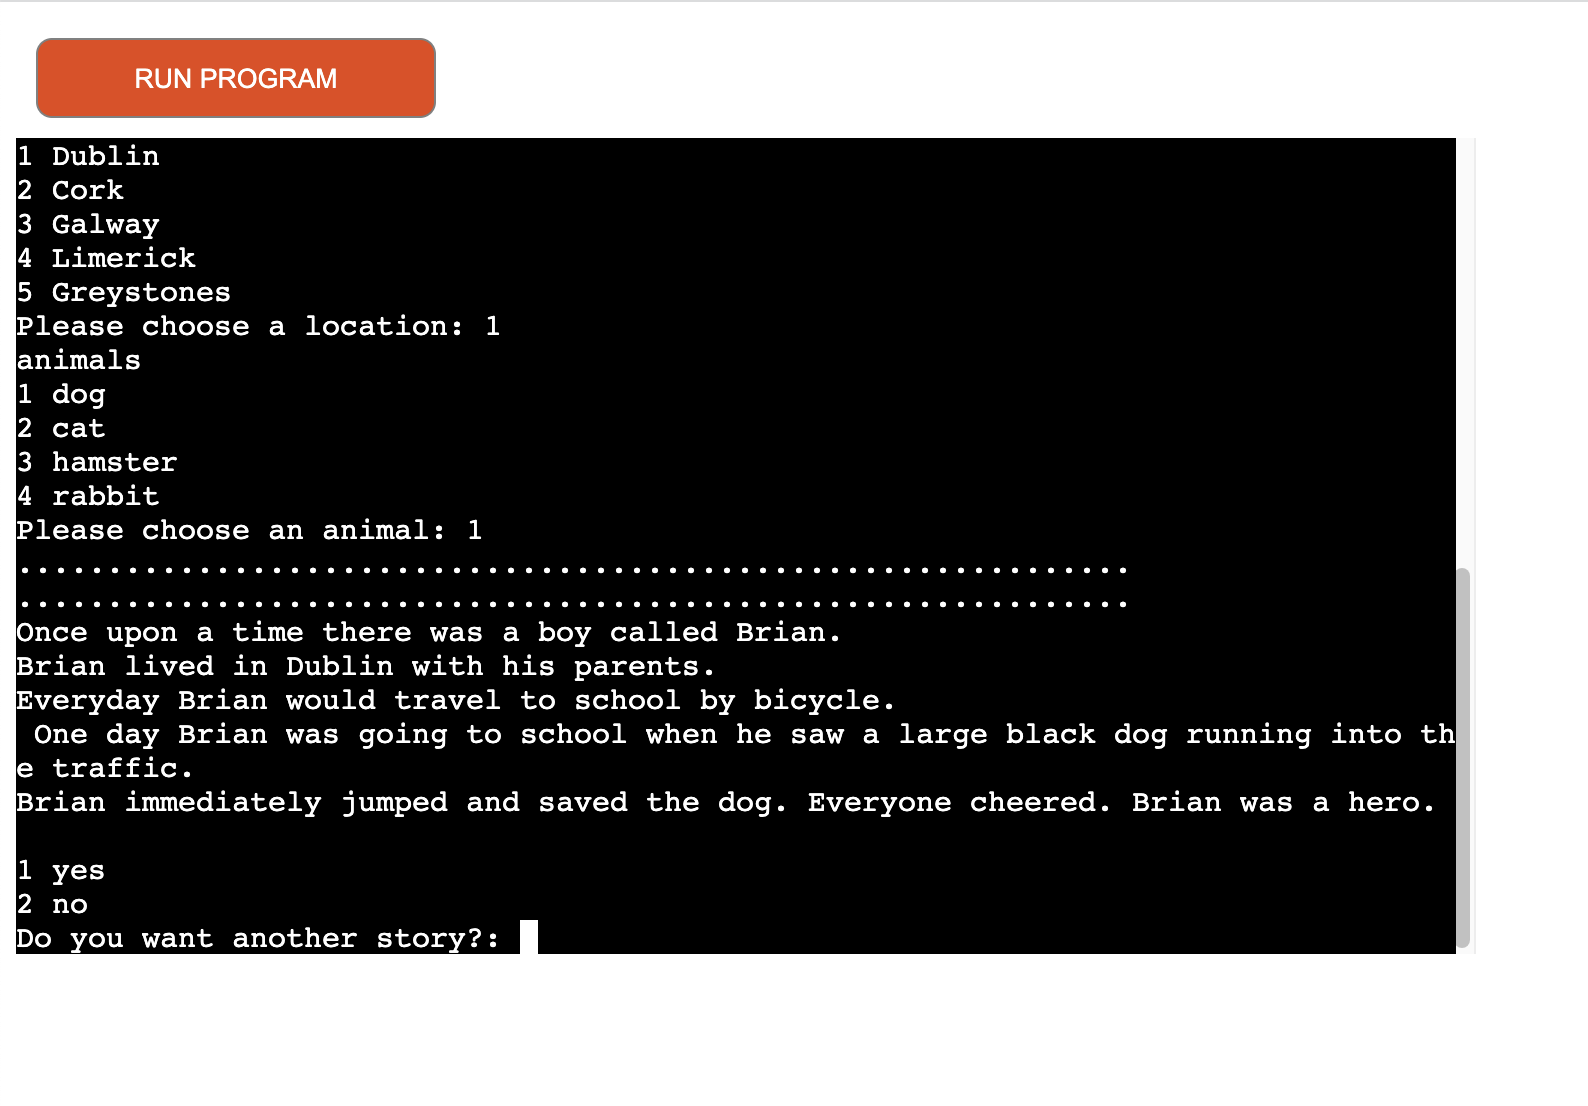 RUN PROGRAM
1 Dublin
2 Cork
3 Galway
4 Limerick
5 Greystones
Please choose a location: 1
animals
1 dog
2 cat
3 hamster
4 rabbit
Please choose an animal: 1
..............................................................
..............................................................
Once upon a time there was a boy called Brian.
Brian lived in Dublin with his parents.
Everyday Brian would travel to school by bicycle.
 One day Brian was going to school when he saw a large black dog running into th
e traffic.
Brian immediately jumped and saved the dog. Everyone cheered. Brian was a hero.
1 yes
2 no
Do you want another story?: